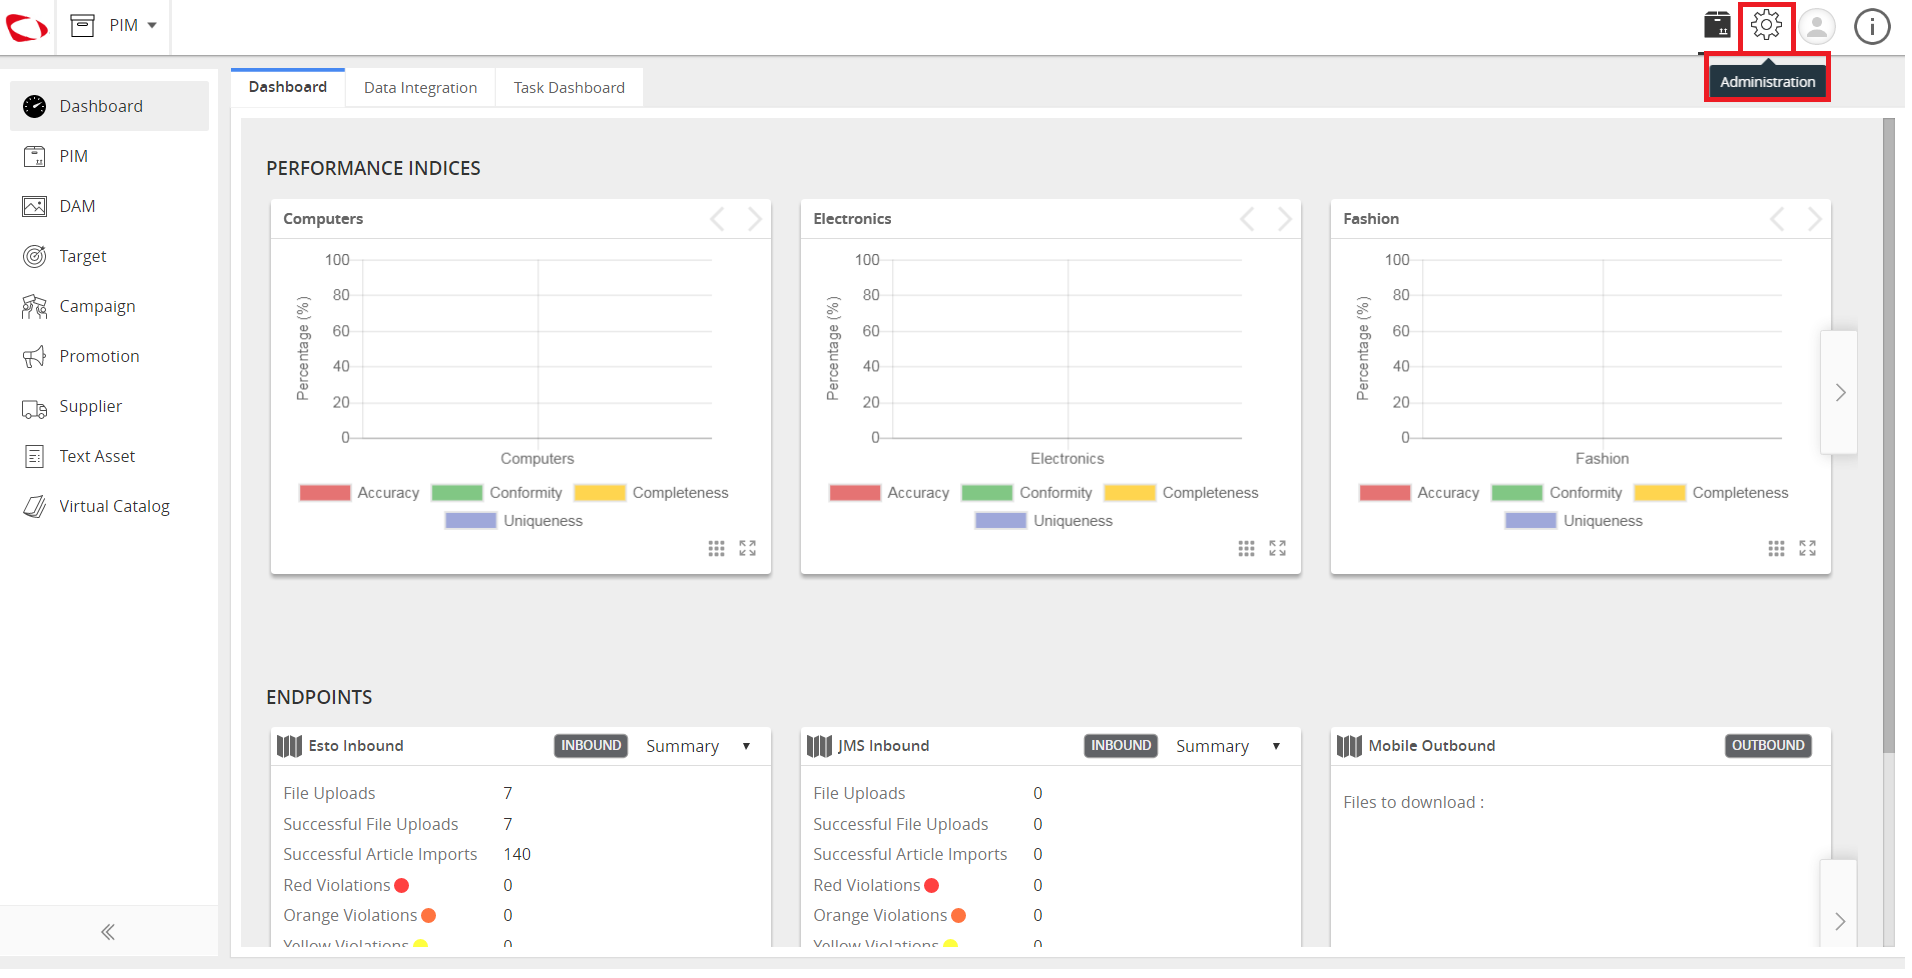 PIM
Administration
Dashboard
PIM
DAM
Target
Campaign
Promotion
Supplier
Text Asset
Virtual Catalog
Dashboard
Data Integration
Task Dashboard
PERFORMANCE INDICES
Computers
100
80
60
40
20
0
Percentage (%)
Computers
Accuracy
Conformity
Completeness
Uniqueness
Electronics
100
80
60
40
20
0
Percentage (%)
Electronics
Accuracy
Conformity
Completeness
Uniqueness
Fashion
100
80
60
40
20
0
Percentage (%)
Fashion
Accuracy
Conformity
Completeness
Uniqueness
ENDPOINTS
Esto Inbound INBOUND Summary
File Uploads 7
Successful File Uploads 7
Successful Article Imports 140
Red Violations 0
Orange Violations 0
Yellow Violations 0
JMS Inbound INBOUND Summary
File Uploads 0
Successful File Uploads 0
Successful Article Imports 0
Red Violations 0
Orange Violations 0
Yellow Violations 0
Mobile Outbound OUTBOUND
Files to download :